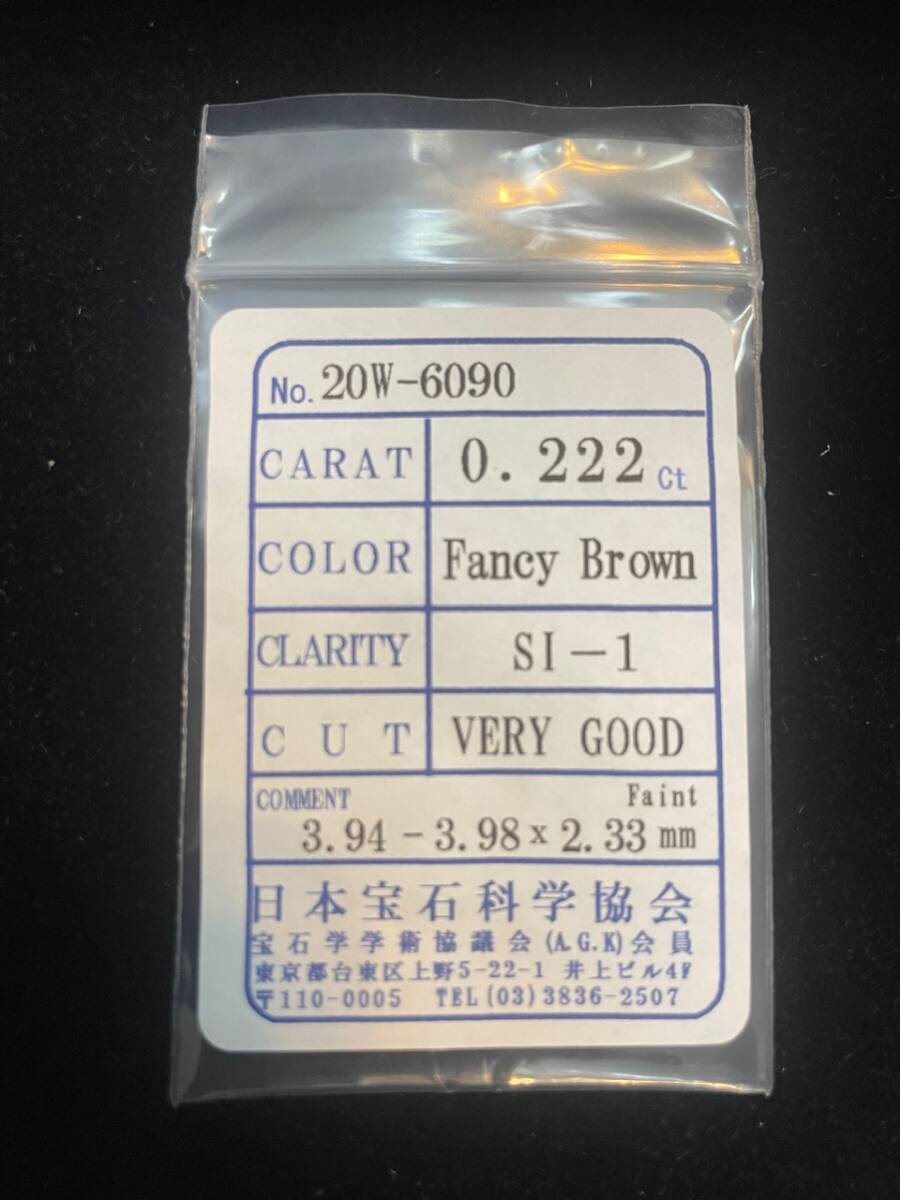 No. 20W-6090
CARAT 0.222 Ct
COLOR Fancy Brown
CLARITY SI-1
CUT VERY GOOD
COMMENT Faint
3.94 - 3.98 x 2.33 mm
日本宝石科学協会
宝石学学術協議会(A.G.K)会員
東京都台東区上野5-22-1 井上ビル4F
〒110-0005 TEL(03)3836-2507